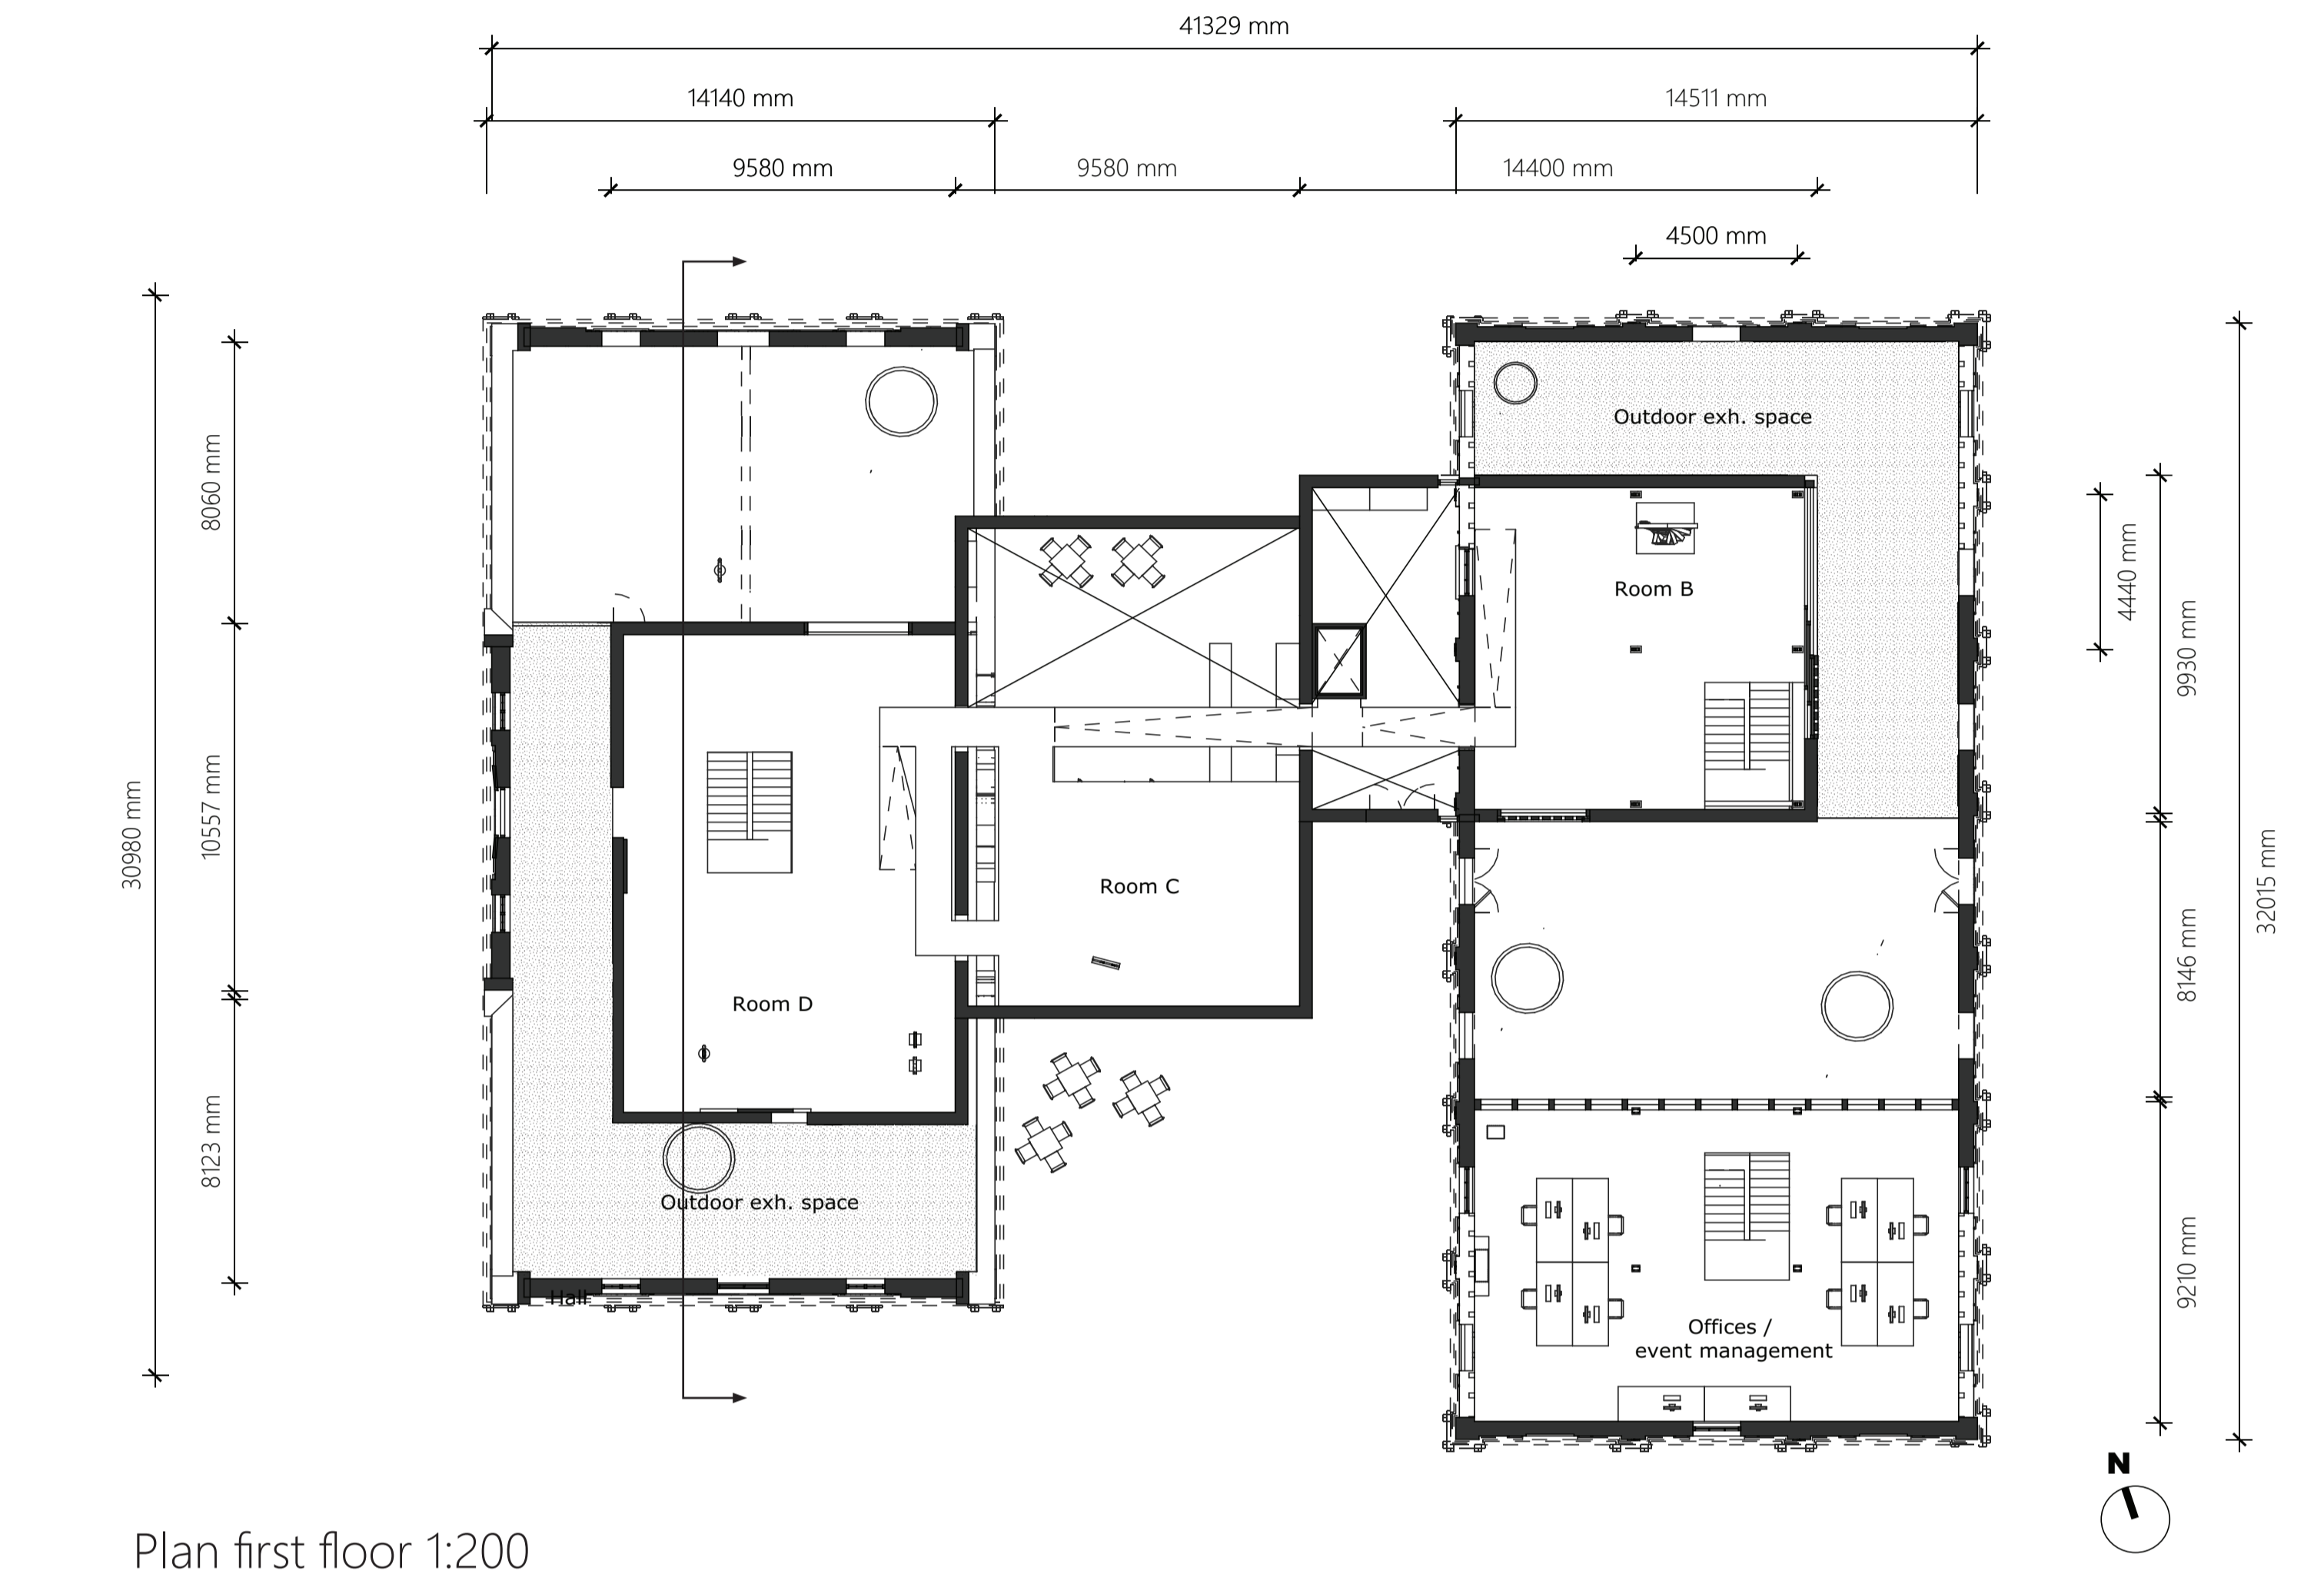 41329 mm
14140 mm
14511 mm
9580 mm
9580 mm
14400 mm
4500 mm
Outdoor exh. space
8060 mm
4440 mm
Room B
9930 mm
30980 mm
10557 mm
Room C
32015 mm
8146 mm
Room D
8123 mm
Outdoor exh. space
9210 mm
Hall
Offices /
event management
N
Plan first floor 1:200